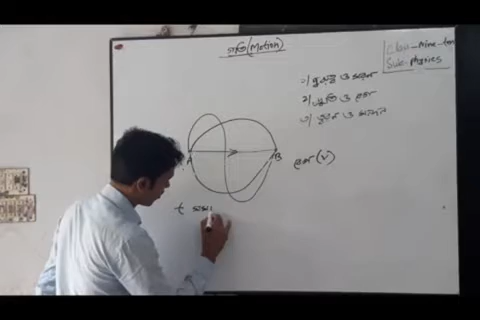 গতি (Motion)
Class-Nine-ten
Sub:-Physics
১) দূরত্ব ও সরণ
২) দ্রুতি ও বেগ
৩) ত্বরণ ও মন্দন
A B
বেগ (v)
t সময়